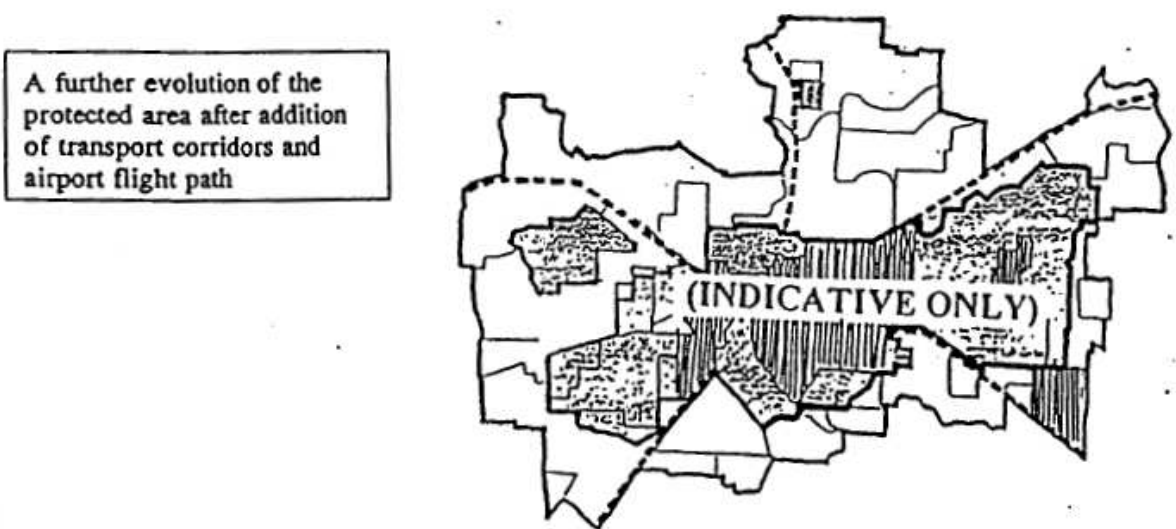 A further evolution of the
protected area after addition
of transport corridors and
airport flight path
(INDICATIVE ONLY)